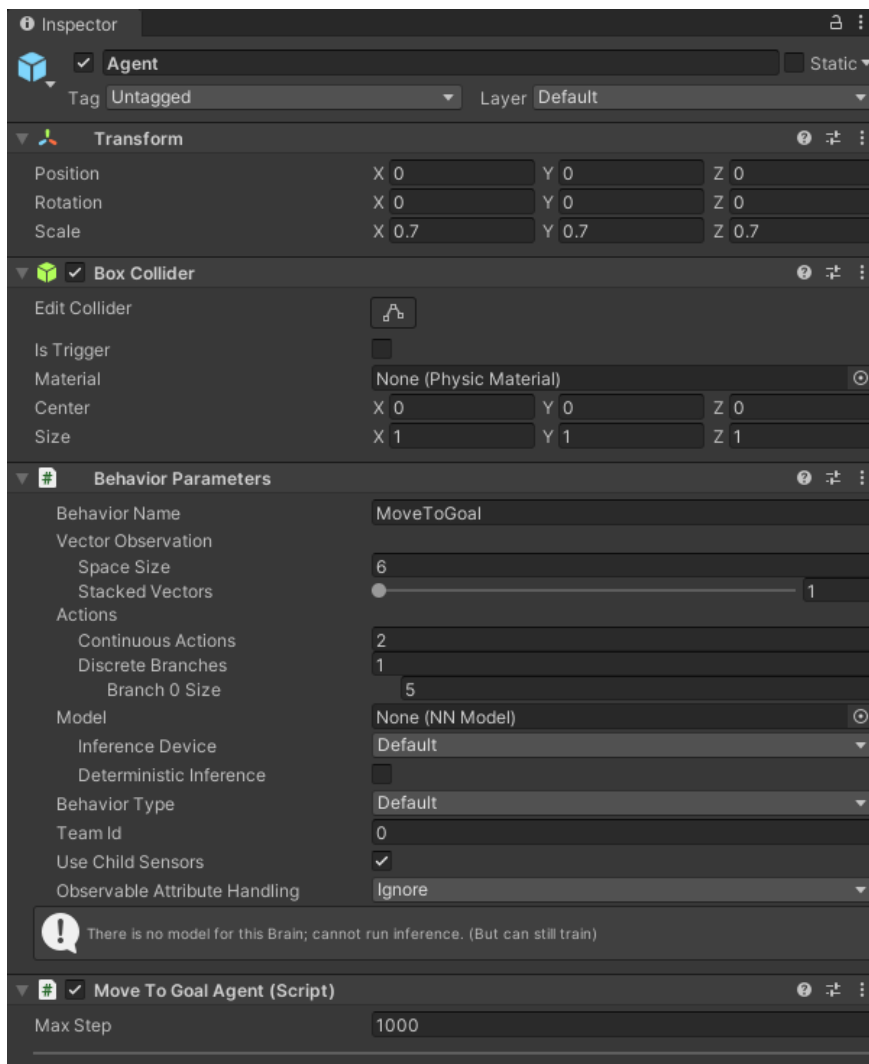 Inspector
Agent Static
Tag Untagged Layer Default
Transform
Position X 0 Y 0 Z 0
Rotation X 0 Y 0 Z 0
Scale X 0.7 Y 0.7 Z 0.7
Box Collider
Edit Collider
Is Trigger
Material None (Physic Material)
Center X 0 Y 0 Z 0
Size X 1 Y 1 Z 1
# Behavior Parameters
Behavior Name MoveToGoal
Vector Observation
Space Size 6
Stacked Vectors 1
Actions
Continuous Actions 2
Discrete Branches 1
Branch 0 Size 5
Model None (NN Model)
Inference Device Default
Deterministic Inference
Behavior Type Default
Team Id 0
Use Child Sensors
Observable Attribute Handling Ignore
There is no model for this Brain; cannot run inference. (But can still train)
# Move To Goal Agent (Script)
Max Step 1000